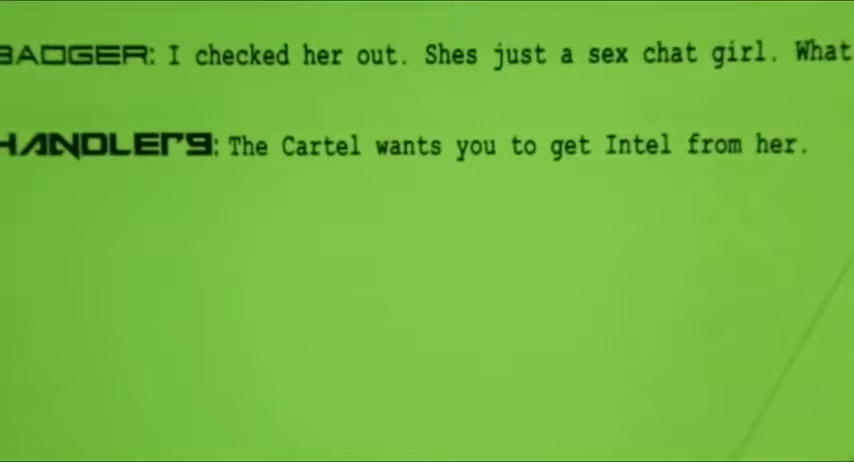 BADGER: I checked her out. Shes just a sex chat girl. What
HANDLER9: The Cartel wants you to get Intel from her.